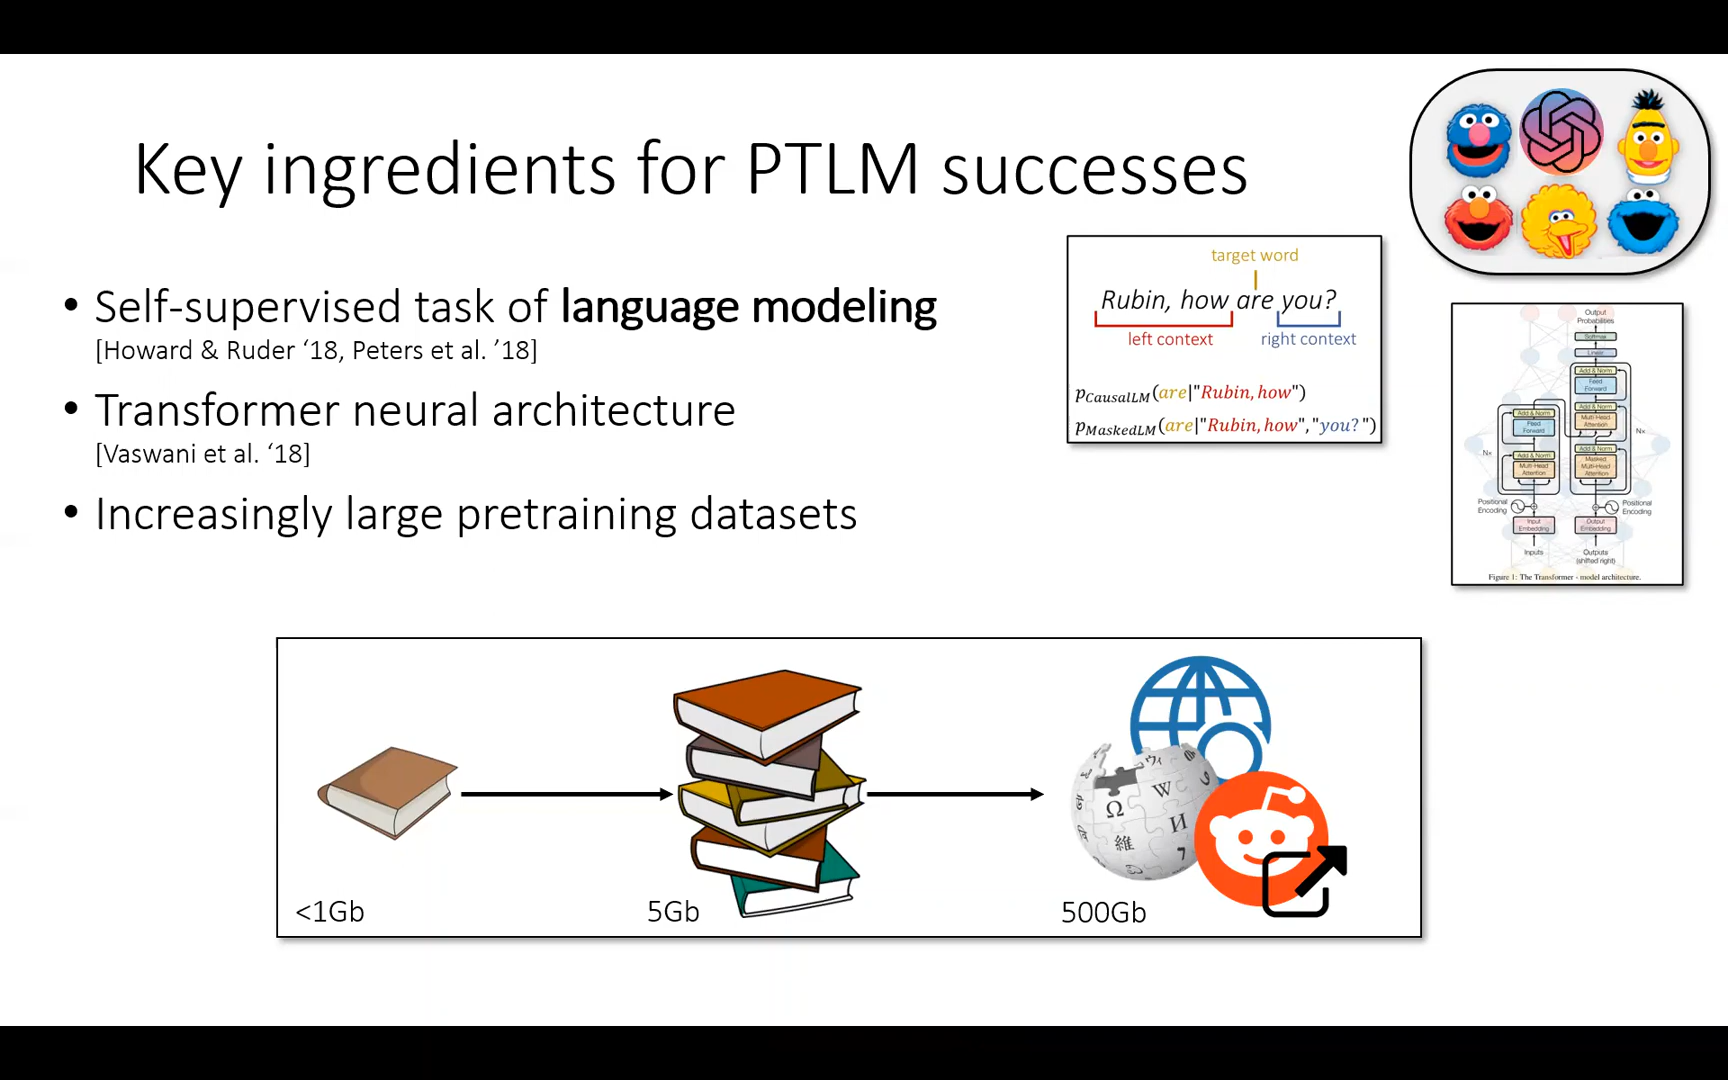 Key ingredients for PTLM successes
• Self-supervised task of language modeling
[Howard & Ruder ‘18, Peters et al. ’18]
• Transformer neural architecture
[Vaswani et al. ‘18]
• Increasingly large pretraining datasets
target word
Rubin, how are you?
left context right context
pCausalLM(are|"Rubin, how")
pMaskedLM(are|"Rubin, how", "you?")
Output
Probabilities
Softmax
Linear
Add & Norm
Feed
Forward
Add & Norm
Multi-Head
Attention
Add & Norm
Feed
Forward
N×
Add & Norm
Masked
Multi-Head
Attention
N×
Add & Norm
Multi-Head
Attention
Positional
Encoding
Positional
Encoding
Input
Embedding
Output
Embedding
Inputs
Outputs
(shifted right)
Figure 1: The Transformer - model architecture.
<1Gb
5Gb
500Gb
Ω
W
И
維